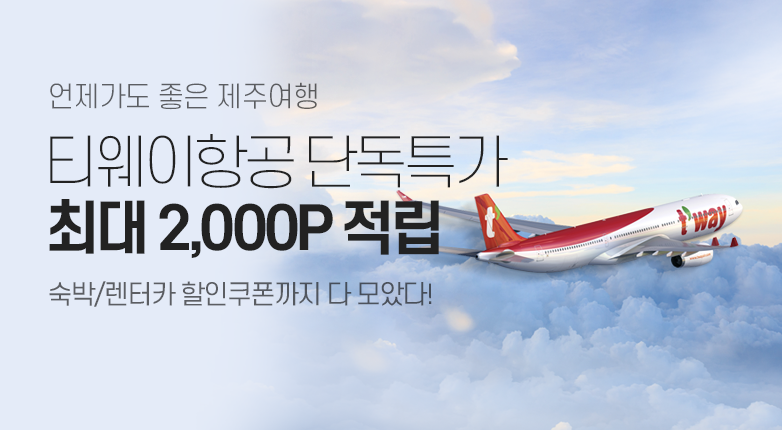 언제가도 좋은 제주여행
티웨이항공 단독특가
최대 2,000P 적립
숙박/렌터카 할인쿠폰까지 다 모았다!
t'way
t'